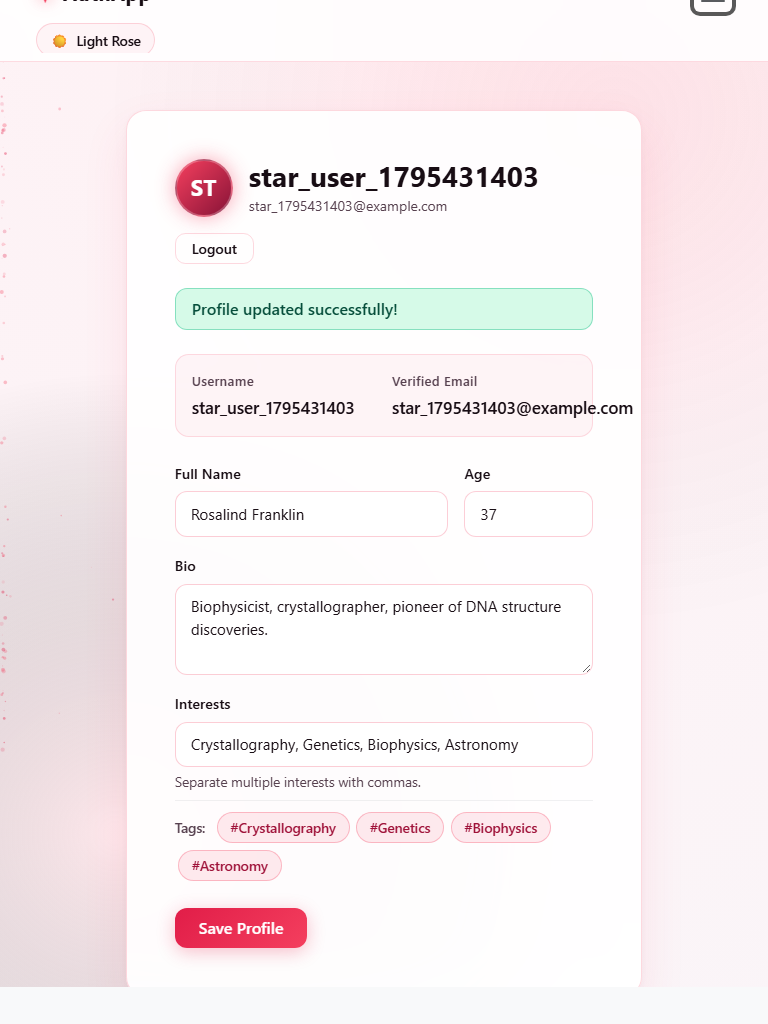 Light Rose
ST
star_user_1795431403
star_1795431403@example.com
Logout
Profile updated successfully!
Username
Verified Email
star_user_1795431403
star_1795431403@example.com
Full Name
Age
Rosalind Franklin
37
Bio
Biophysicist, crystallographer, pioneer of DNA structure
discoveries.
Interests
Crystallography, Genetics, Biophysics, Astronomy
Separate multiple interests with commas.
Tags:
#Crystallography
#Genetics
#Biophysics
#Astronomy
Save Profile